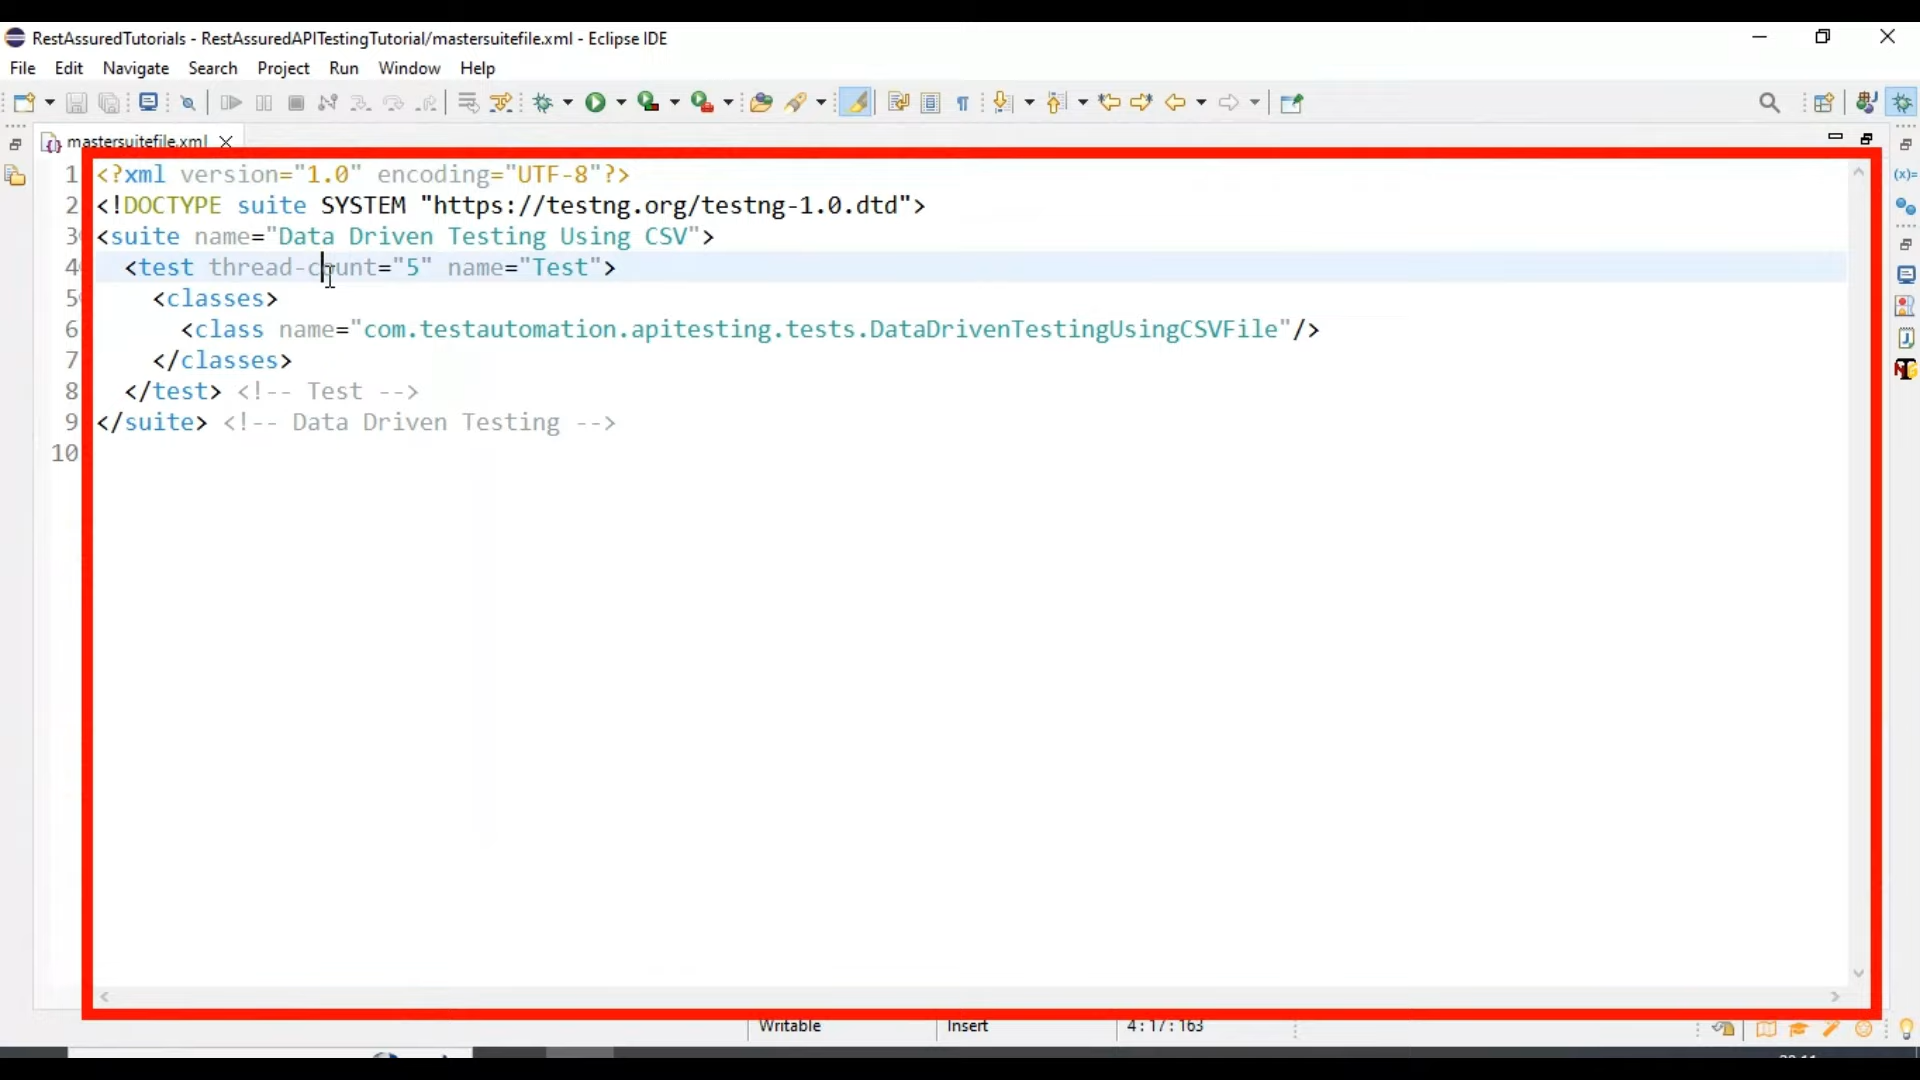 RestAssuredTutorials - RestAssuredAPITestingTutorial/mastersuitefile.xml - Eclipse IDE
File Edit Navigate Search Project Run Window Help
mastersuitefile.xml
1 <?xml version="1.0" encoding="UTF-8"?>
2 <!DOCTYPE suite SYSTEM "https://testng.org/testng-1.0.dtd">
3 <suite name="Data Driven Testing Using CSV">
4 <test thread-count="5" name="Test">
5 <classes>
6 <class name="com.testautomation.apitesting.tests.DataDrivenTestingUsingCSVFile"/>
7 </classes>
8 </test> <!-- Test -->
9 </suite> <!-- Data Driven Testing -->
10
Writable Insert 4:17:163